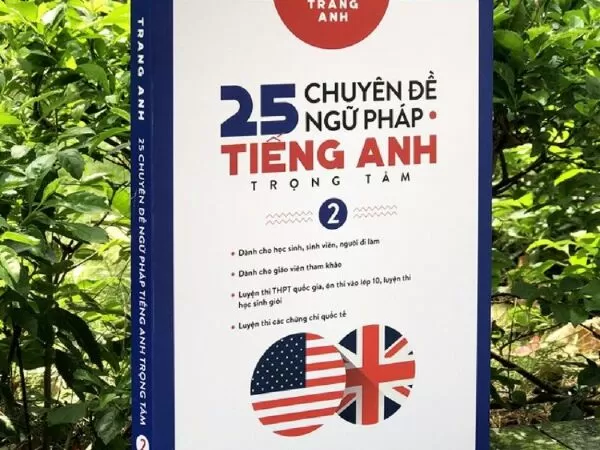 TRANG
ANH
25 CHUYÊN ĐỀ
NGỮ PHÁP
TIẾNG ANH
TRỌNG TÂM
2
Dành cho học sinh, sinh viên, người đi làm
Dành cho giáo viên tham khảo
Luyện thi THPT quốc gia, ôn thi vào lớp 10, luyện thi
học sinh giỏi
Luyện thi các chứng chỉ quốc tế
TRANG ANH
25 CHUYÊN ĐỀ NGỮ PHÁP TIẾNG ANH TRỌNG TÂM
2